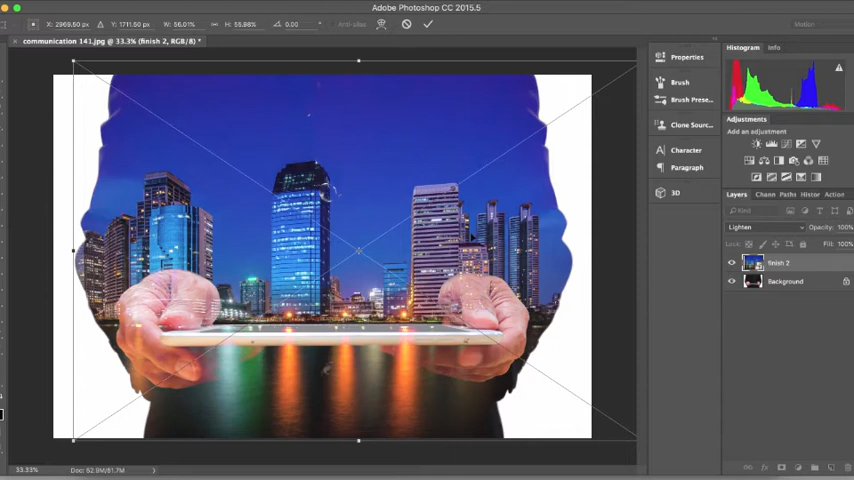 Adobe Photoshop CC 2015.5
X: 2969.50 px Y: 1711.50 px W: 56.01% H: 55.98% 0.00 ° Anti-alias Motion
× communication 141.jpg @ 33.3% (finish 2, RGB/8) *
Properties
Brush
Brush Prese...
Clone Sourc...
Character
Paragraph
3D
Histogram Info
Adjustments
Add an adjustment
Layers Chann Paths Histor Action
Kind
Lighten Opacity: 100%
Lock: Fill: 100%
finish 2
Background
33.33% Doc: 52.9M/81.7M